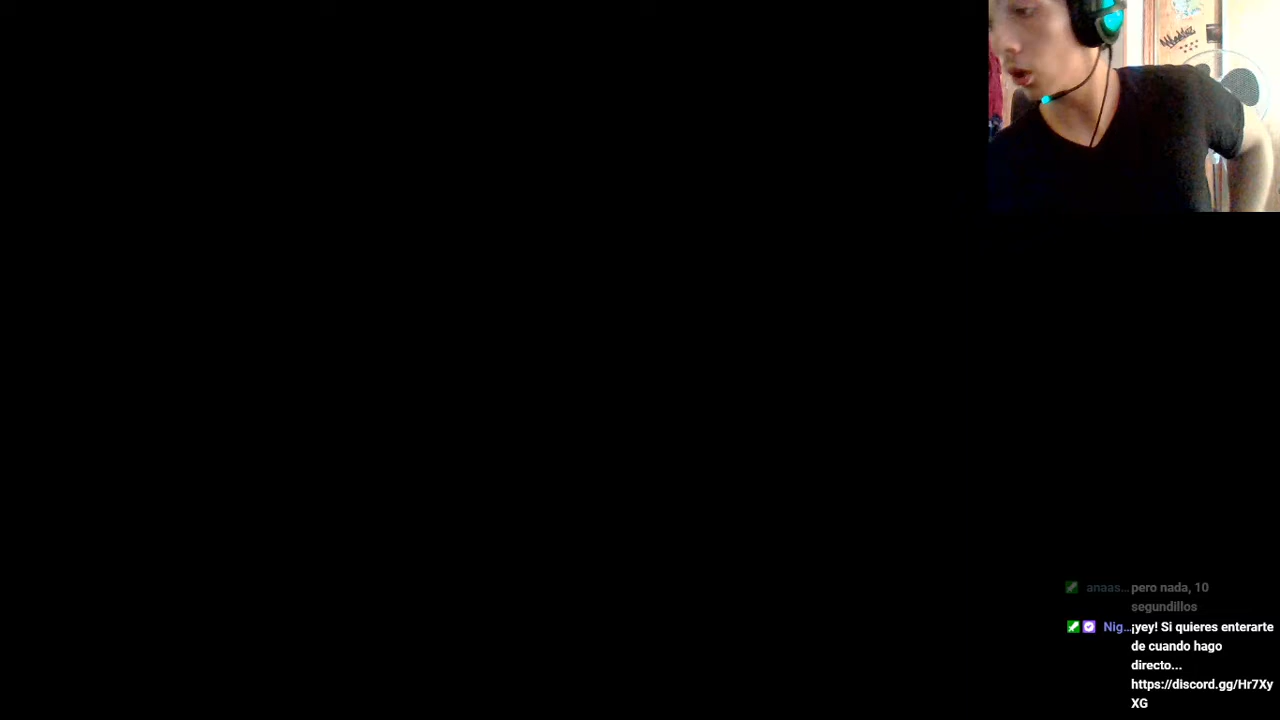 anaas... pero nada, 10
segundillos
Nig... ¡yey! Si quieres enterarte
de cuando hago
directo...
https://discord.gg/Hr7Xy
XG